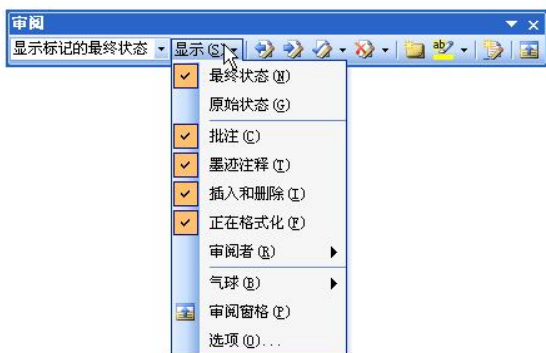 审阅
显示标记的最终状态 显示(S)
最终状态(N)
原始状态(G)
批注(C)
墨迹注释(T)
插入和删除(I)
正在格式化(F)
审阅者(R)
气球(B)
审阅窗格(P)
选项(O)...